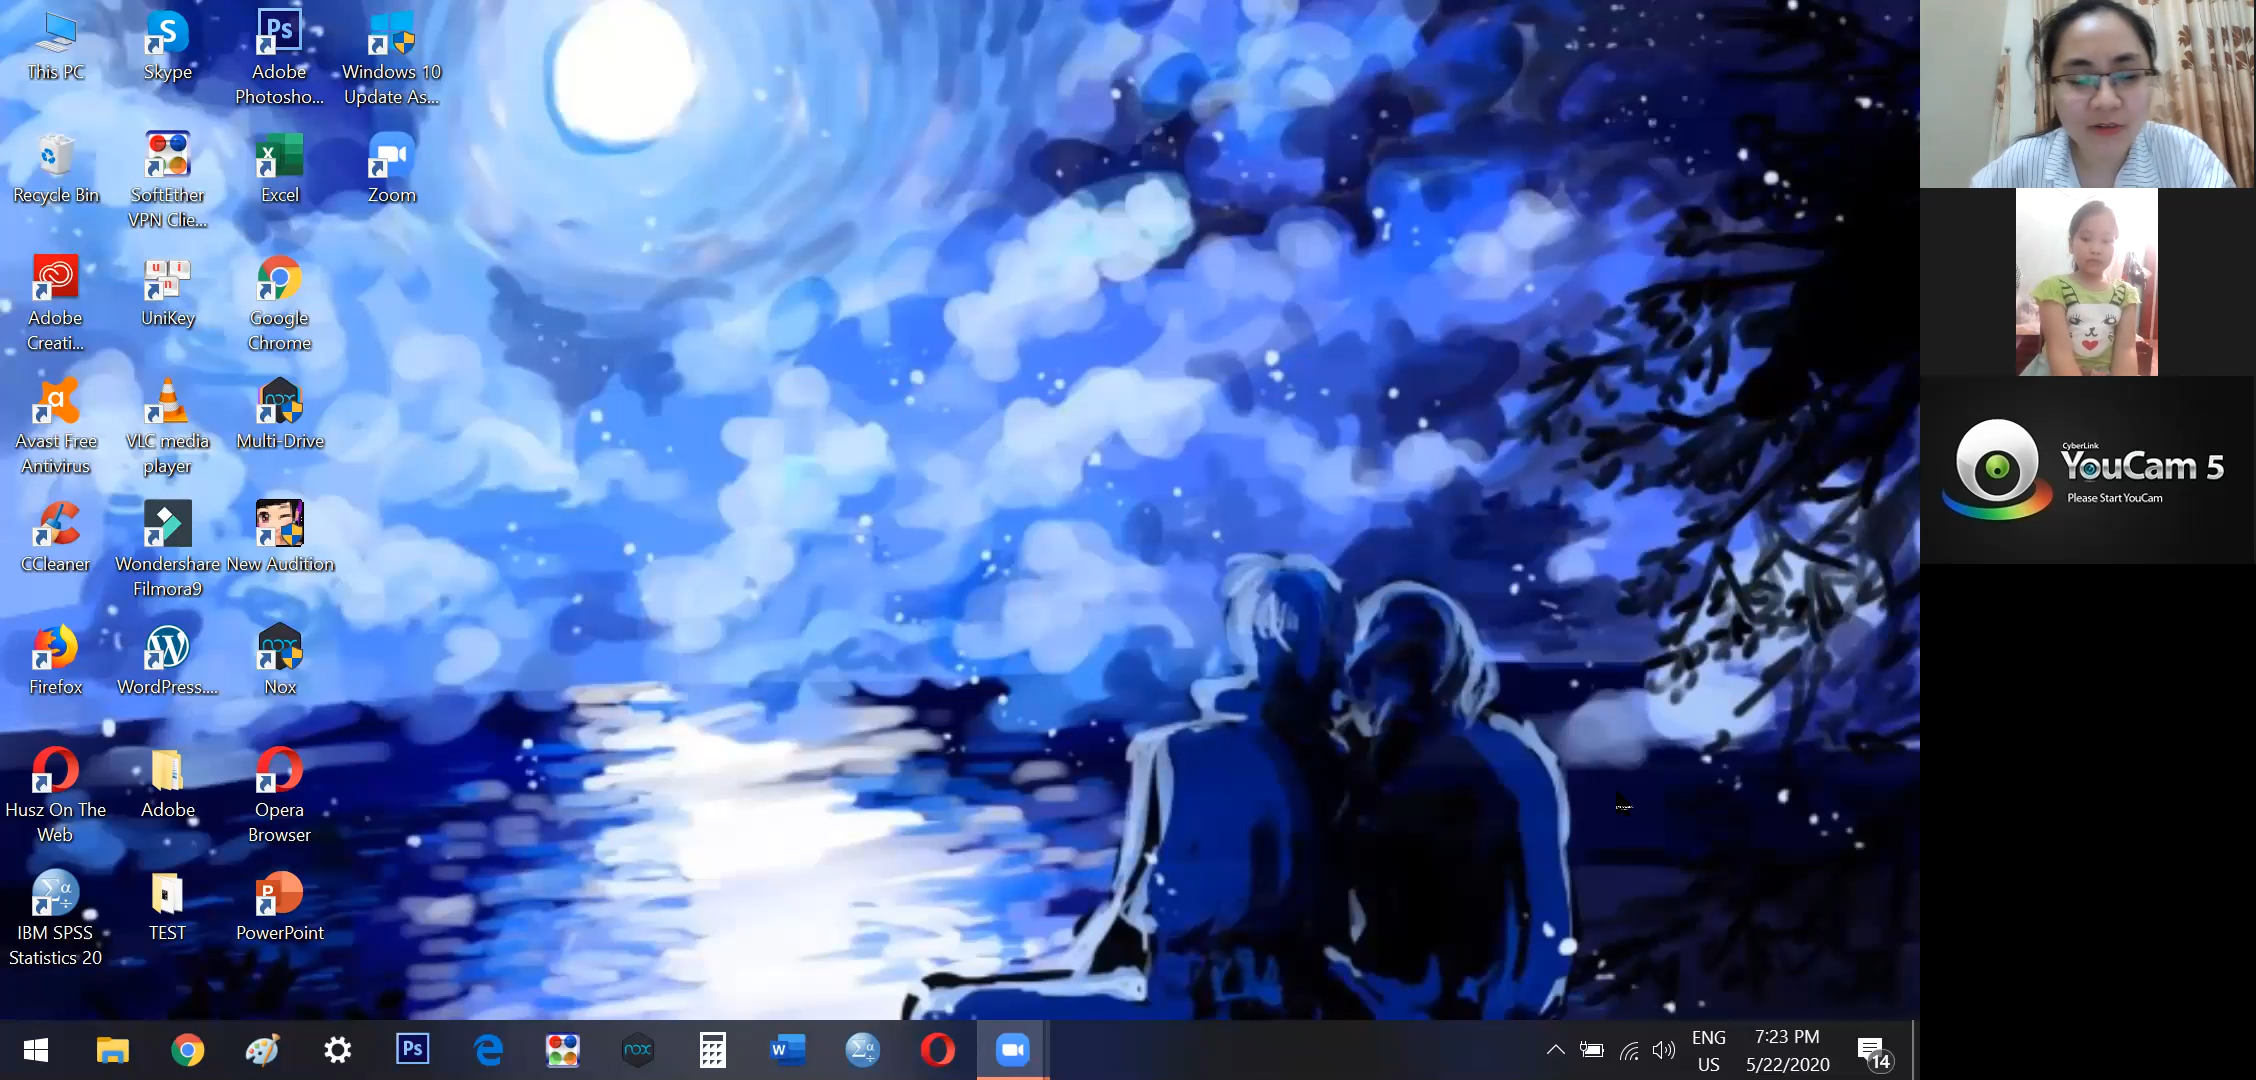 This PC
Skype
Adobe
Photosho...
Windows 10
Update As...
Recycle Bin
SoftEther
VPN Clie...
Excel
Zoom
Adobe
Creati...
UniKey
Google
Chrome
Avast Free
Antivirus
VLC media
player
Multi-Drive
CCleaner
Wondershare
Filmora9
New Audition
Firefox
WordPress....
Nox
Husz On The
Web
Adobe
Opera
Browser
IBM SPSS
Statistics 20
TEST
PowerPoint
CyberLink
YouCam 5
Please Start YouCam
ENG
US
7:23 PM
5/22/2020
14